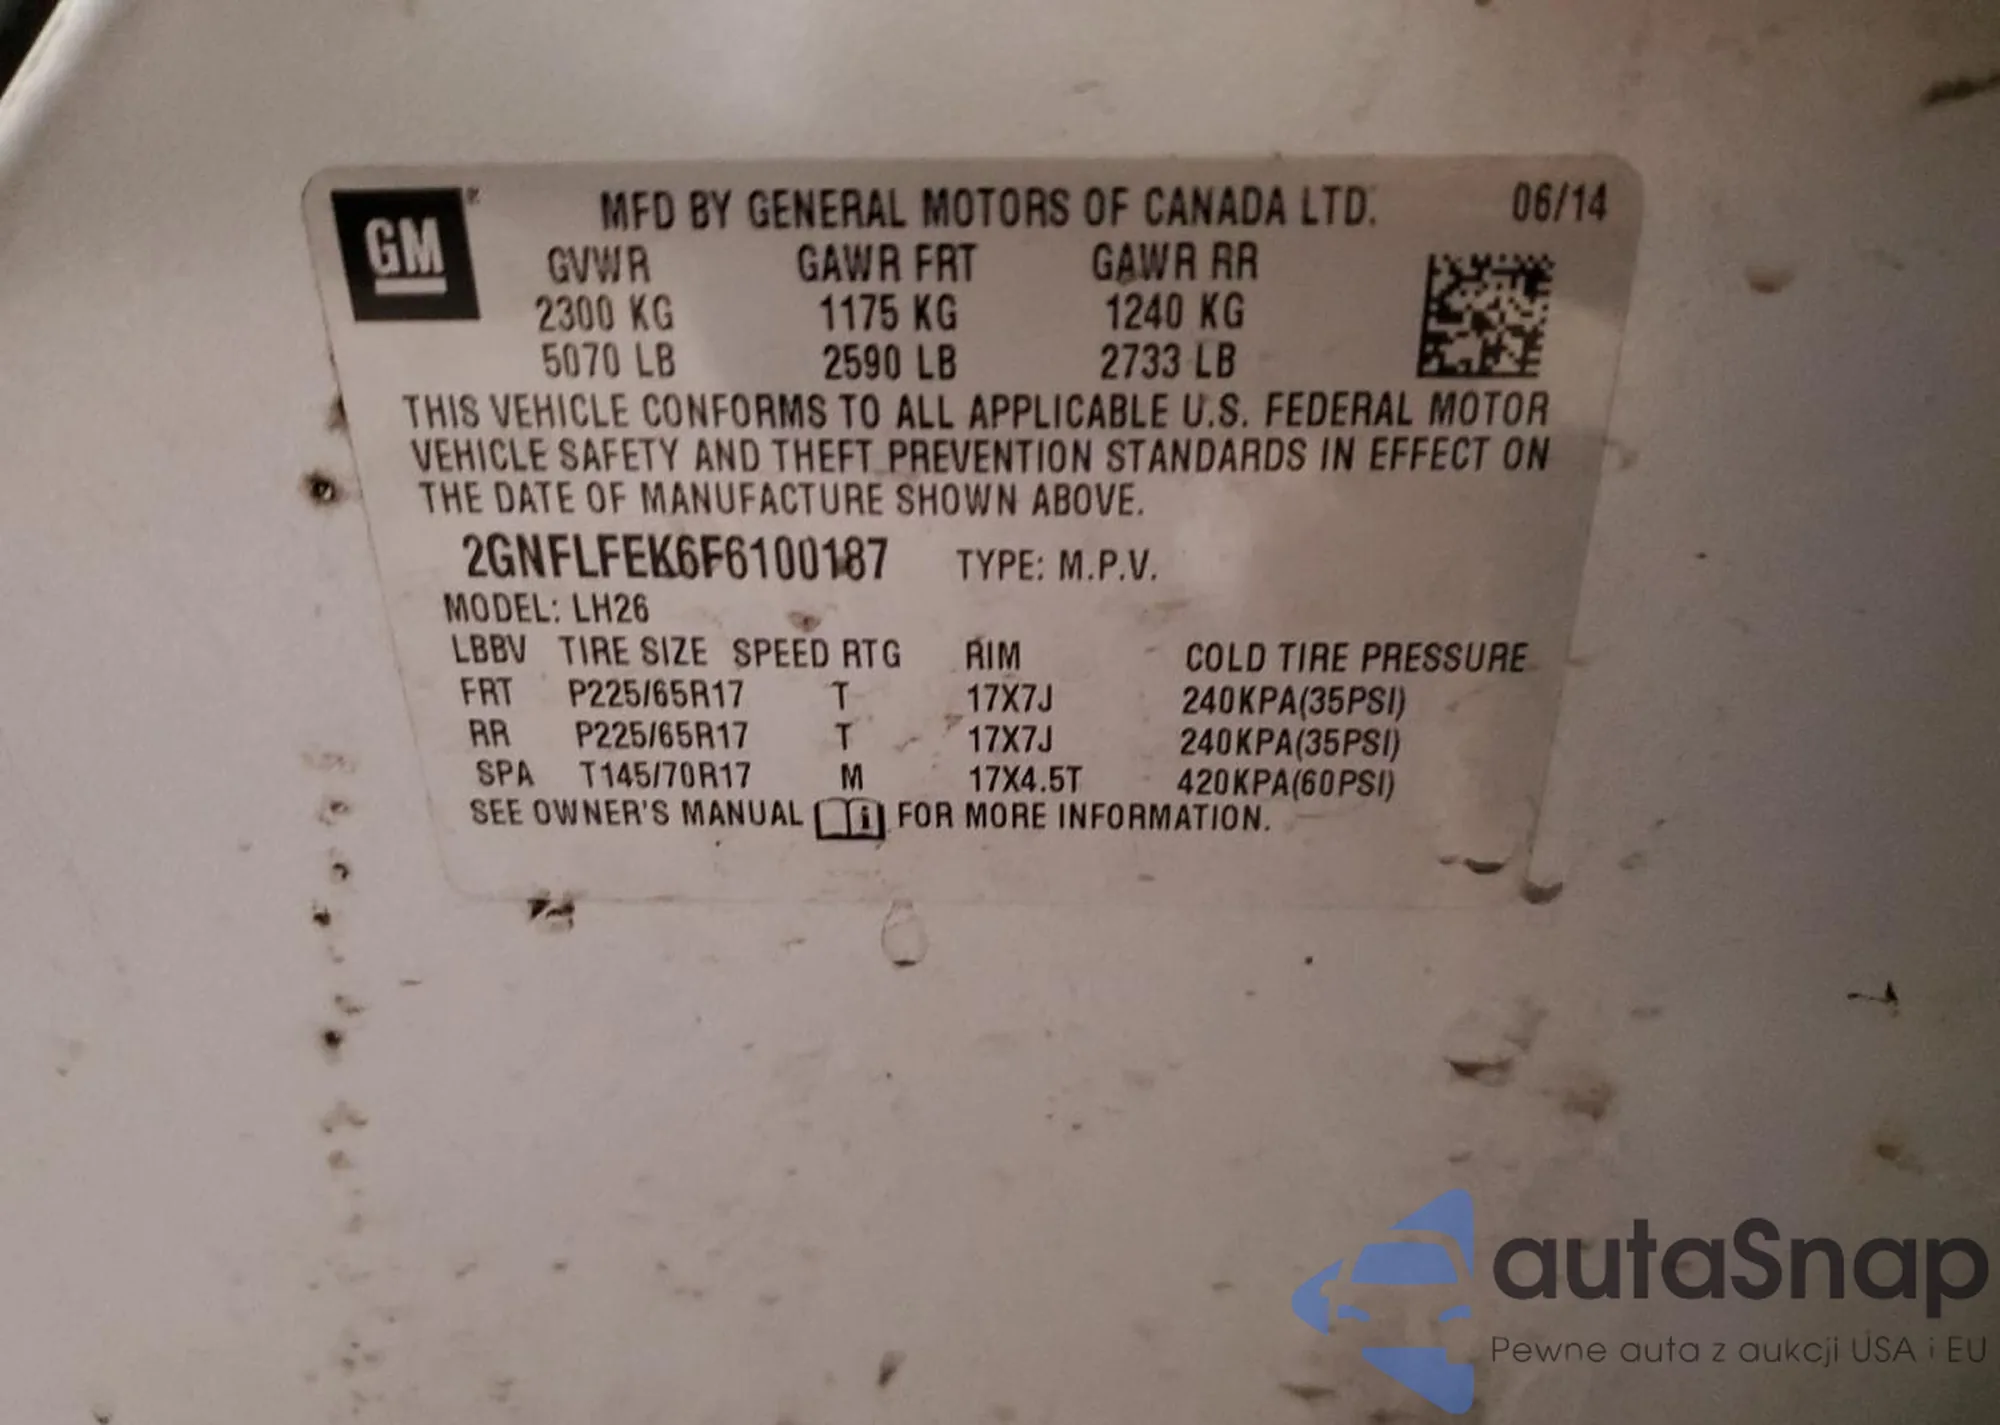 GM
MFD BY GENERAL MOTORS OF CANADA LTD. 06/14
GVWR GAWR FRT GAWR RR
2300 KG 1175 KG 1240 KG
5070 LB 2590 LB 2733 LB
THIS VEHICLE CONFORMS TO ALL APPLICABLE U.S. FEDERAL MOTOR
VEHICLE SAFETY AND THEFT PREVENTION STANDARDS IN EFFECT ON
THE DATE OF MANUFACTURE SHOWN ABOVE.
2GNFLFEK6F6100187 TYPE: M.P.V.
MODEL: LH26
LBBV TIRE SIZE SPEED RTG RIM COLD TIRE PRESSURE
FRT P225/65R17 T 17X7J 240KPA(35PSI)
RR P225/65R17 T 17X7J 240KPA(35PSI)
SPA T145/70R17 M 17X4.5T 420KPA(60PSI)
SEE OWNER'S MANUAL i FOR MORE INFORMATION.
autaSnap
Pewne auta z aukcji USA i EU